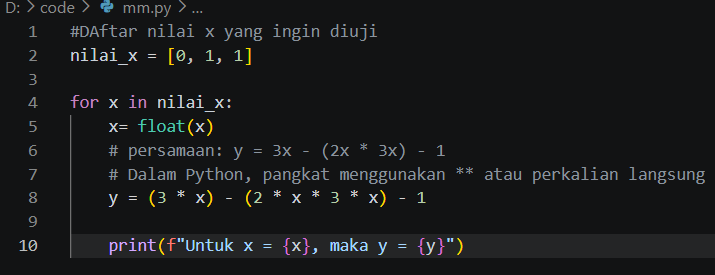 D: > code > mm.py > ...
1 #DAftar nilai x yang ingin diuji
2 nilai_x = [0, 1, 1]
3
4 for x in nilai_x:
5     x= float(x)
6     # persamaan: y = 3x - (2x * 3x) - 1
7     # Dalam Python, pangkat menggunakan ** atau perkalian langsung
8     y = (3 * x) - (2 * x * 3 * x) - 1
9
10     print(f"Untuk x = {x}, maka y = {y}")